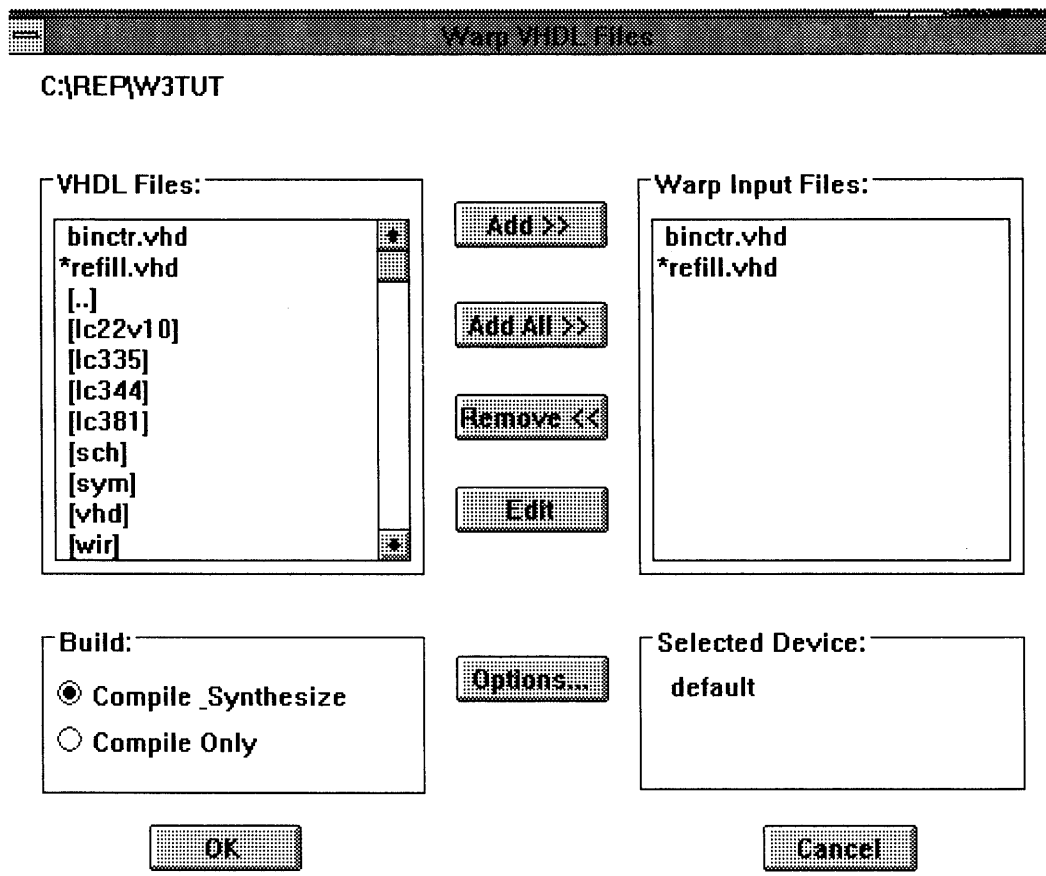 Warp VHDL Files
C:\REP\W3TUT
VHDL Files:
binctr.vhd
*refill.vhd
[..]
[lc22v10]
[lc335]
[lc344]
[lc381]
[sch]
[sym]
[vhd]
[wir]
Add >>
Add All >>
Remove <<
Edit
Warp Input Files:
binctr.vhd
*refill.vhd
Build:
Compile _Synthesize
Compile Only
Options...
Selected Device:
default
OK
Cancel